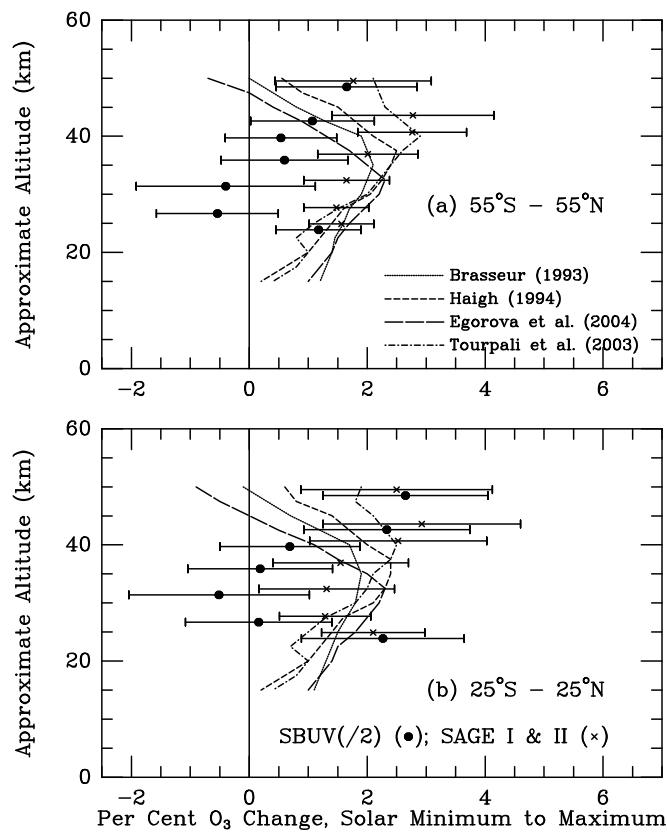 60
40
20
0
Approximate Altitude (km)
(a) 55°S – 55°N
Brasseur (1993)
Haigh (1994)
Egorova et al. (2004)
Tourpali et al. (2003)
−2 0 2 4 6
60
40
20
0
Approximate Altitude (km)
(b) 25°S – 25°N
SBUV(/2) (●); SAGE I & II (×)
−2 0 2 4 6
Per Cent O₃ Change, Solar Minimum to Maximum